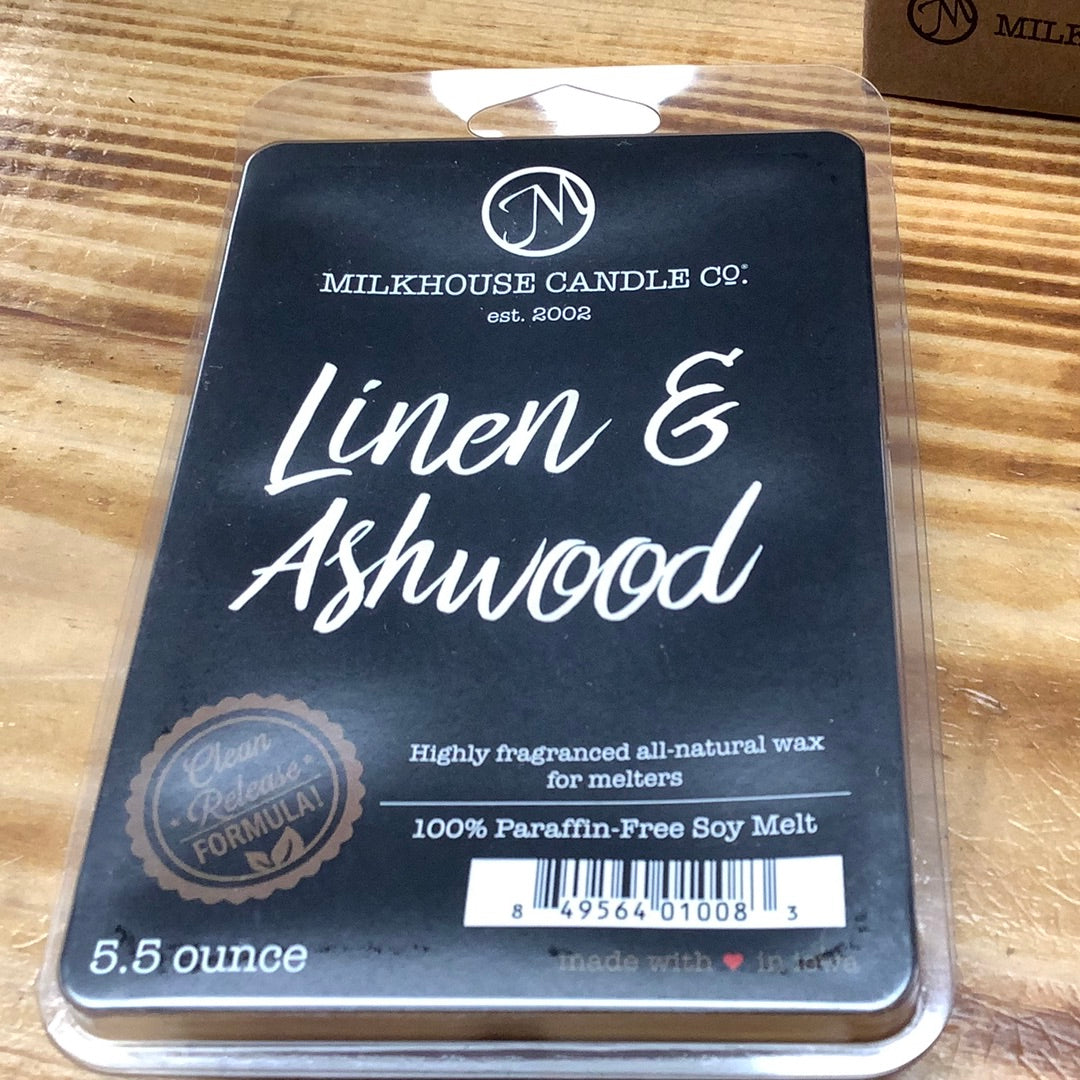 MILK
M
MILKHOUSE CANDLE CO.®
est. 2002
Linen &
Ashwood
Clean
Release
FORMULA!
Highly fragranced all-natural wax
for melters
100% Paraffin-Free Soy Melt
8 49564 01008 3
5.5 ounce
made with ♥ in Iowa